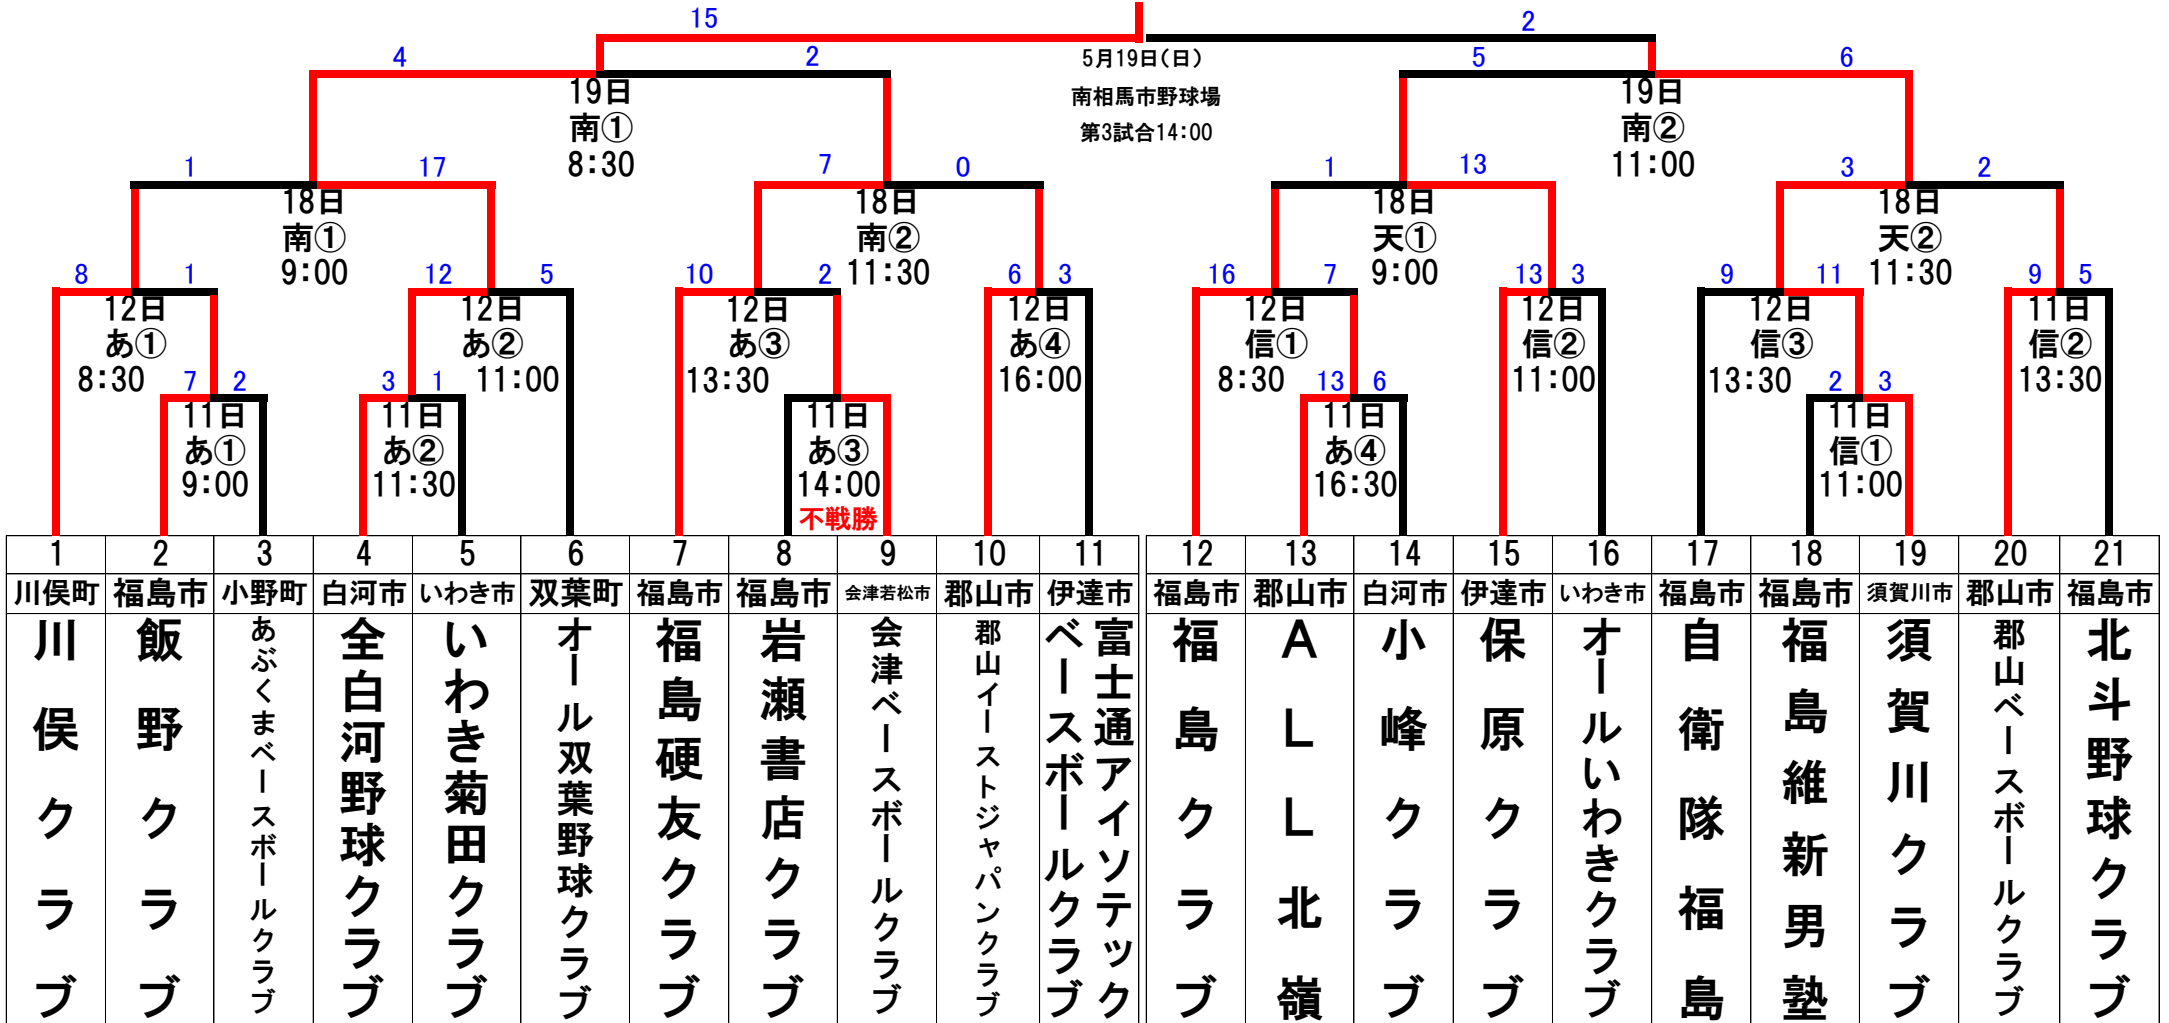 15 2
4 2 5月19日(日) 5 6
19日 南相馬市野球場 19日
南① 第3試合14:00 南②
8:30 11:00
1 17 7 0 1 13 3 2
18日 18日 18日 18日
南① 南② 天① 天②
9:00 11:30 9:00 11:30
8 1 12 5 10 2 6 3 16 7 13 3 9 11 9 5
12日 12日 12日 12日 12日 12日 12日 11日
あ① あ② あ③ あ④ 信① 信② 信③ 信②
8:30 11:00 13:30 16:00 8:30 11:00 13:30 13:30
7 2 3 1 13 6 2 3
11日 11日 11日 11日 11日
あ① あ② あ③ あ④ 信①
9:00 11:30 14:00 16:30 11:00
不戦勝
1 2 3 4 5 6 7 8 9 10 11 12 13 14 15 16 17 18 19 20 21
川俣町 福島市 小野町 白河市 いわき市 双葉町 福島市 福島市 会津若松市 郡山市 伊達市 福島市 郡山市 白河市 伊達市 いわき市 福島市 福島市 須賀川市 郡山市 福島市
川俣クラブ
飯野クラブ
あぶくまベースボールクラブ
全白河野球クラブ
いわき菊田クラブ
オール双葉野球クラブ
福島硬友クラブ
岩瀬書店クラブ
会津ベースボールクラブ
郡山イーストジャパンクラブ
富士通アイソテック
ベースボールクラブ
福島クラブ
ALL北嶺
小峰クラブ
保原クラブ
オールいわきクラブ
自衛隊福島
福島維新男塾
須賀川クラブ
郡山ベースボールクラブ
北斗野球クラブ